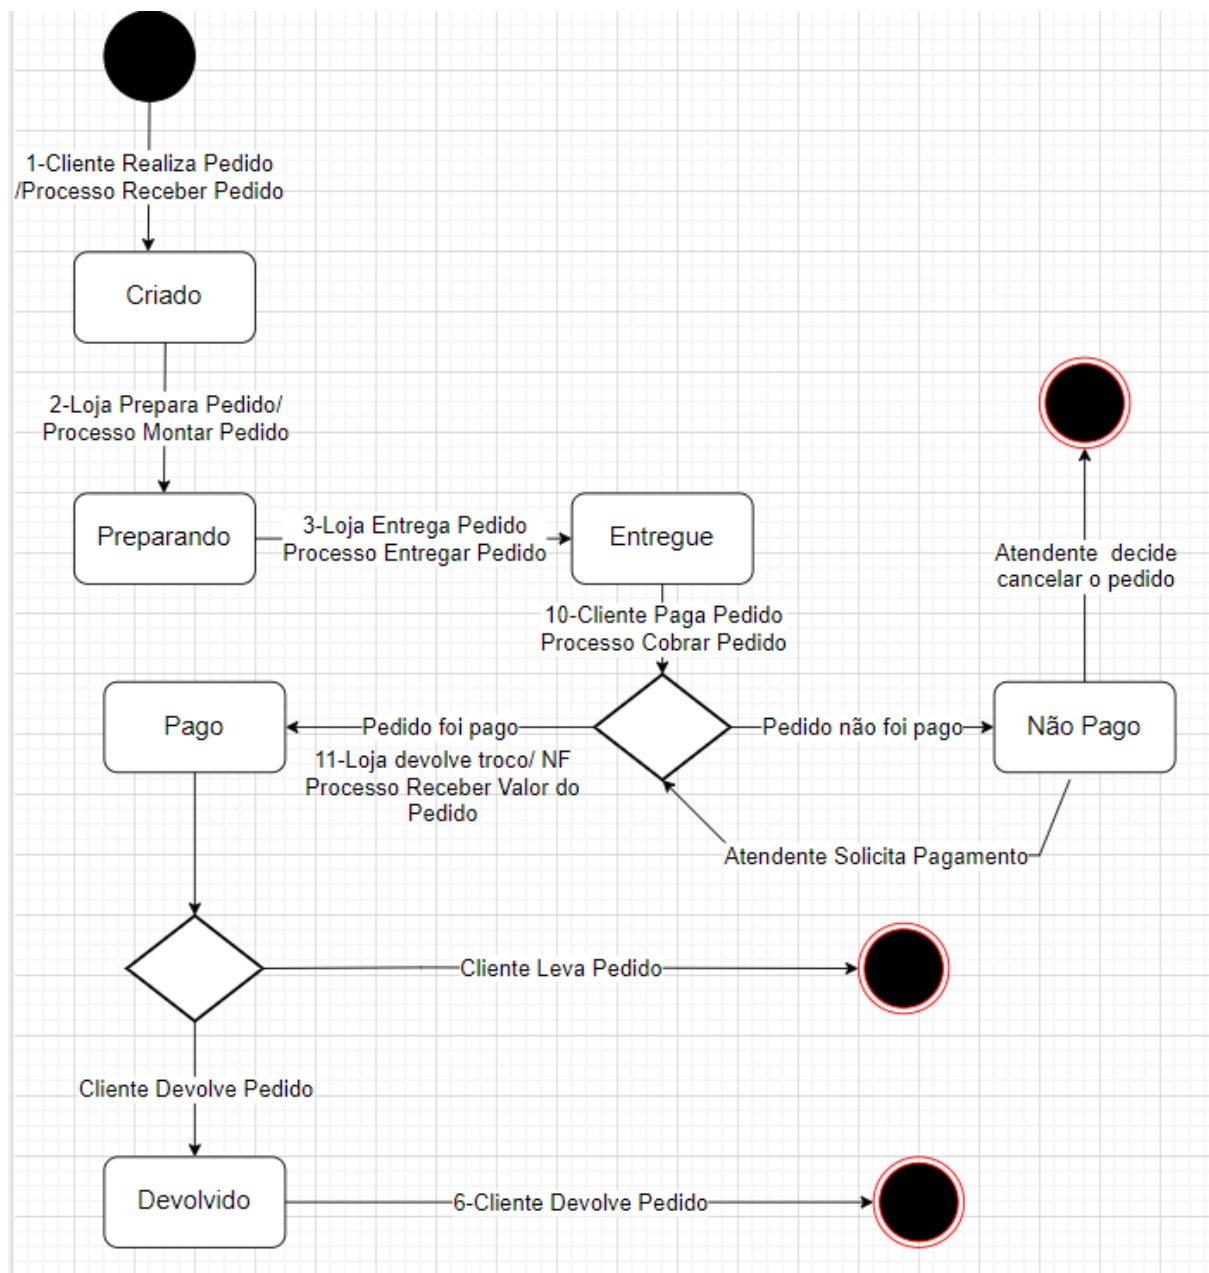 1-Cliente Realiza Pedido
/Processo Receber Pedido
Criado
2-Loja Prepara Pedido/
Processo Montar Pedido
Preparando
3-Loja Entrega Pedido
Processo Entregar Pedido
Entregue
Atendente decide
cancelar o pedido
10-Cliente Paga Pedido
Processo Cobrar Pedido
Pago
Pedido foi pago
Pedido não foi pago
Não Pago
11-Loja devolve troco/ NF
Processo Receber Valor do
Pedido
Atendente Solicita Pagamento
Cliente Leva Pedido
Cliente Devolve Pedido
Devolvido
6-Cliente Devolve Pedido